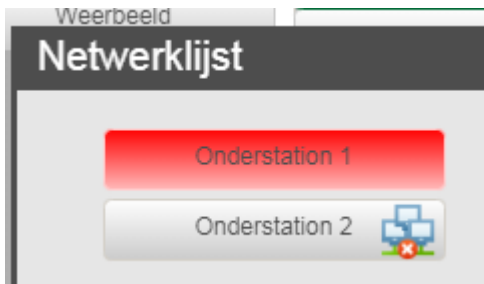 Weerbeeld
Netwerklijst
Onderstation 1
Onderstation 2